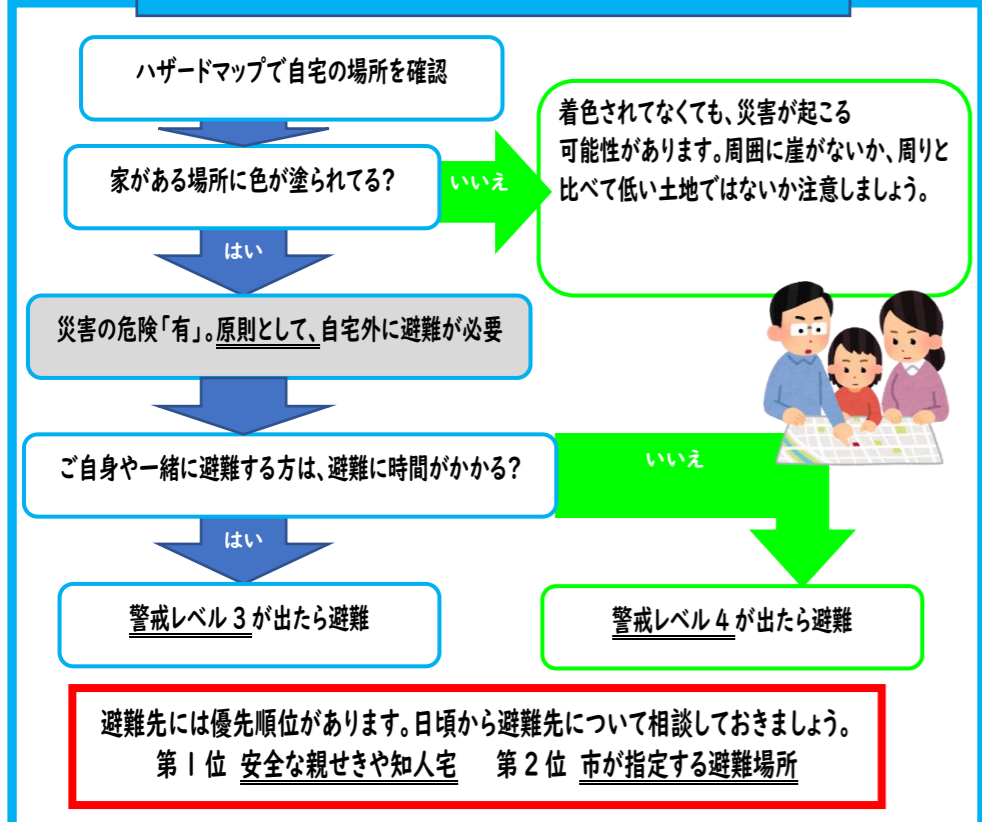 ハザードマップで自宅の場所を確認
家がある場所に色が塗られてる?
いいえ
着色されてなくても、災害が起こる
可能性があります。周囲に崖がないか、周りと
比べて低い土地ではないか注意しましょう。
はい
災害の危険「有」。原則として、自宅外に避難が必要
ご自身や一緒に避難する方は、避難に時間がかかる?
いいえ
はい
警戒レベル3が出たら避難
警戒レベル4が出たら避難
避難先には優先順位があります。日頃から避難先について相談しておきましょう。
第1位 安全な親せきや知人宅 第2位 市が指定する避難場所